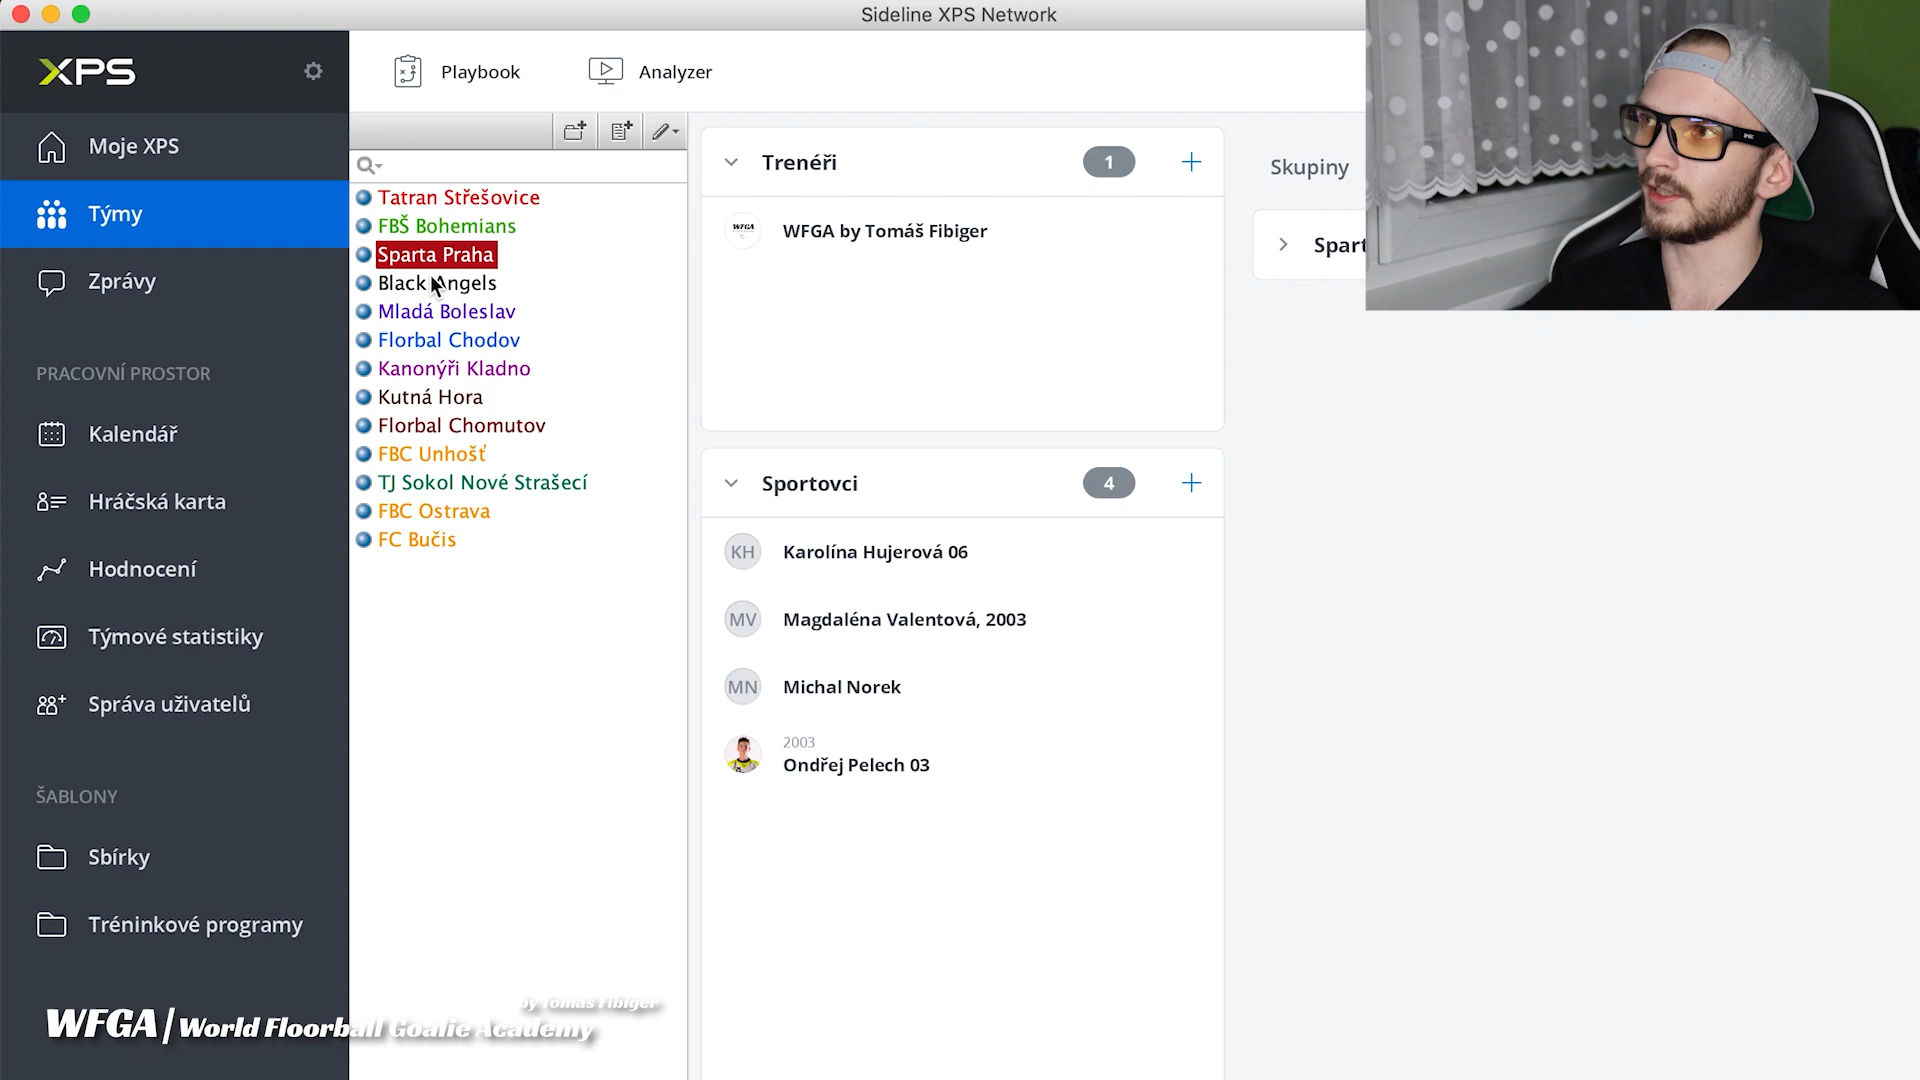 Sideline XPS Network
XPS
Playbook
Analyzer
Moje XPS
Týmy
Zprávy
PRACOVNÍ PROSTOR
Kalendář
Hráčská karta
Hodnocení
Týmové statistiky
Správa uživatelů
ŠABLONY
Sbírky
Tréninkové programy
Tatran Střešovice
FBŠ Bohemians
Sparta Praha
Black Angels
Mladá Boleslav
Florbal Chodov
Kanonýři Kladno
Kutná Hora
Florbal Chomutov
FBC Unhošť
TJ Sokol Nové Strašecí
FBC Ostrava
FC Bučis
Trenéři
1
WFGA
WFGA by Tomáš Fibiger
Sportovci
4
KH
Karolína Hujerová 06
MV
Magdaléna Valentová, 2003
MN
Michal Norek
2003
Ondřej Pelech 03
Skupiny
Spart
by Tomas Fibiger
WFGA | World Floorball Goalie Academy